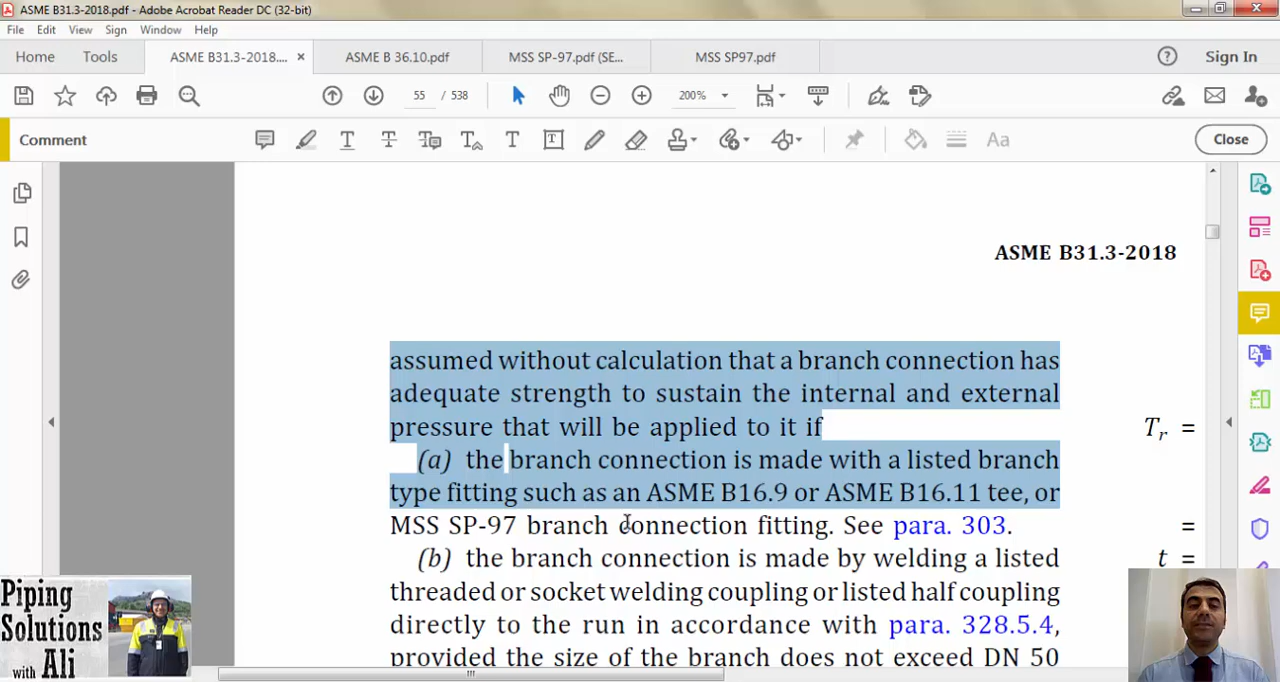 ASME B31.3-2018.pdf - Adobe Acrobat Reader DC (32-bit)
File Edit View Sign Window Help
Home Tools ASME B31.3-2018.... × ASME B 36.10.pdf MSS SP-97.pdf (SE... MSS SP97.pdf Sign In
55 / 538 200%
Comment Close
ASME B31.3-2018
assumed without calculation that a branch connection has
adequate strength to sustain the internal and external
pressure that will be applied to it if
(a) the branch connection is made with a listed branch
type fitting such as an ASME B16.9 or ASME B16.11 tee, or
MSS SP-97 branch connection fitting. See para. 303.
(b) the branch connection is made by welding a listed
threaded or socket welding coupling or listed half coupling
directly to the run in accordance with para. 328.5.4,
provided the size of the branch does not exceed DN 50
Tr =
=
t =
Piping
Solutions
with Ali